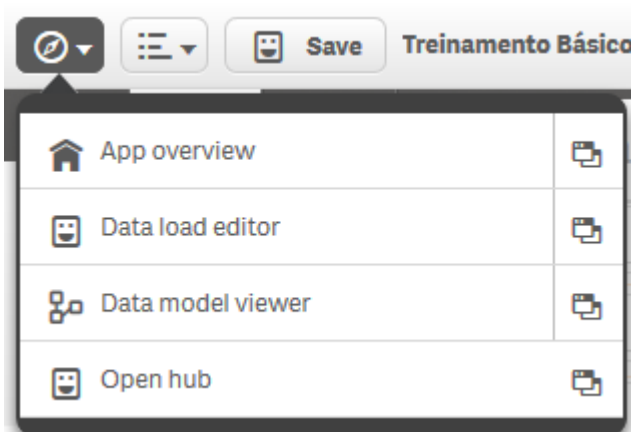 Save Treinamento Básico
App overview
Data load editor
Data model viewer
Open hub